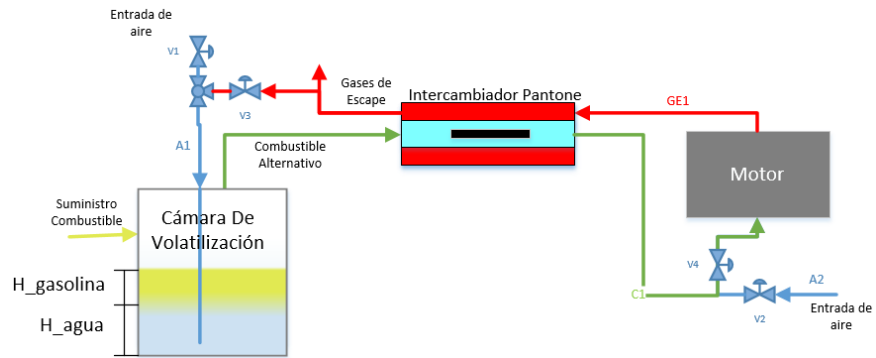 Entrada de
aire
V1
V3
Gases de
Escape
Intercambiador Pantone
GE1
A1
Combustible
Alternativo
Motor
Suministro
Combustible
Cámara De
Volatilización
V4
H_gasolina
C1
A2
V2
Entrada de
aire
H_agua